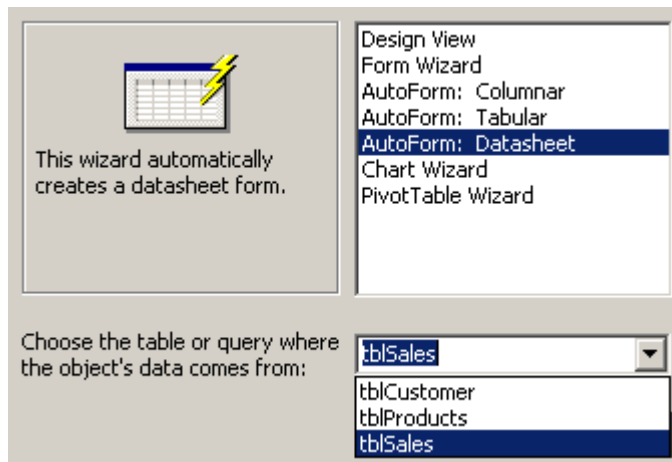 This wizard automatically
creates a datasheet form.
Design View
Form Wizard
AutoForm:  Columnar
AutoForm:  Tabular
AutoForm:  Datasheet
Chart Wizard
PivotTable Wizard
Choose the table or query where
the object's data comes from:
tblSales
tblCustomer
tblProducts
tblSales